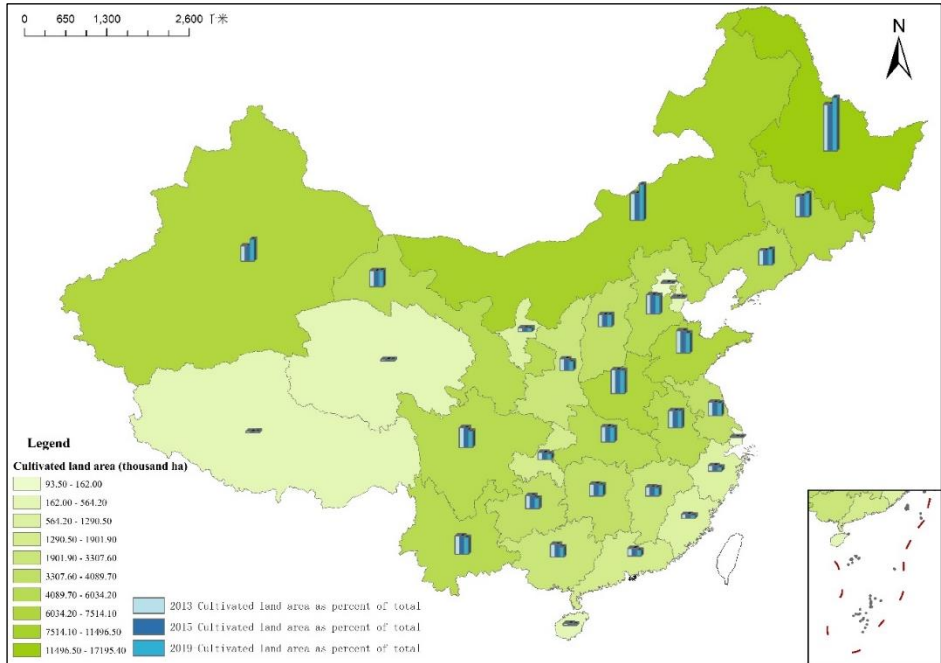 0 650 1,300 2,600 千米
N
Legend
Cultivated land area (thousand ha)
93.50 - 162.00
162.00 - 564.20
564.20 - 1290.50
1290.50 - 1901.90
1901.90 - 3307.60
3307.60 - 4089.70
4089.70 - 6034.20
6034.20 - 7514.10
7514.10 - 11496.50
11496.50 - 17195.40
2013 Cultivated land area as percent of total
2015 Cultivated land area as percent of total
2019 Cultivated land area as percent of total